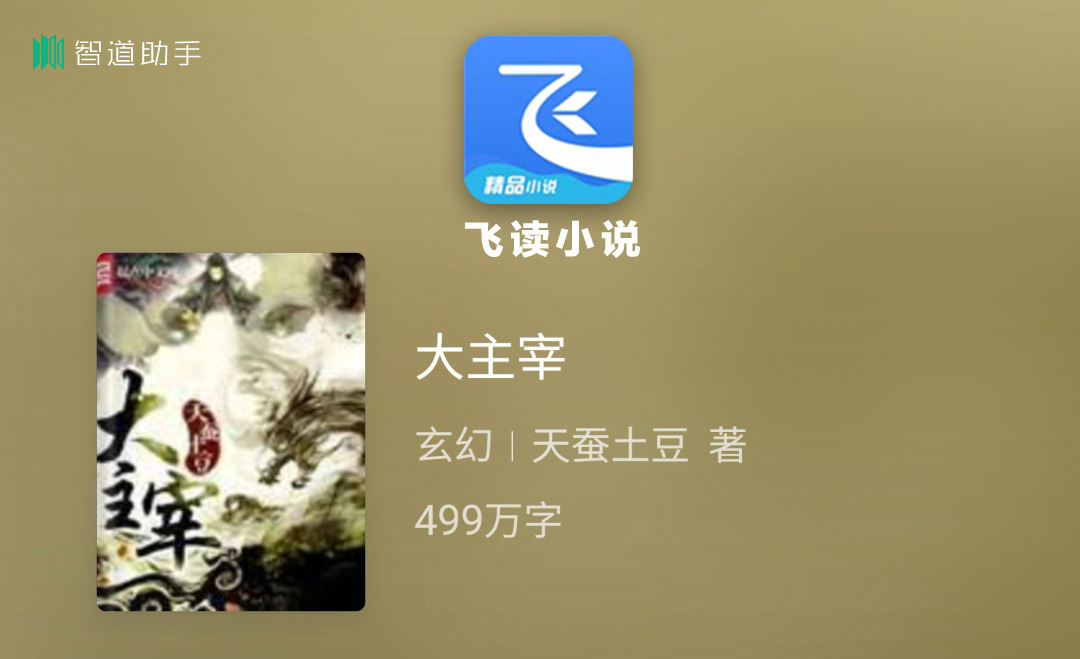 智道助手
飞
精品小说
飞读小说
起点中文网
大主宰
天蚕土豆
大主宰
玄幻 | 天蚕土豆 著
499万字